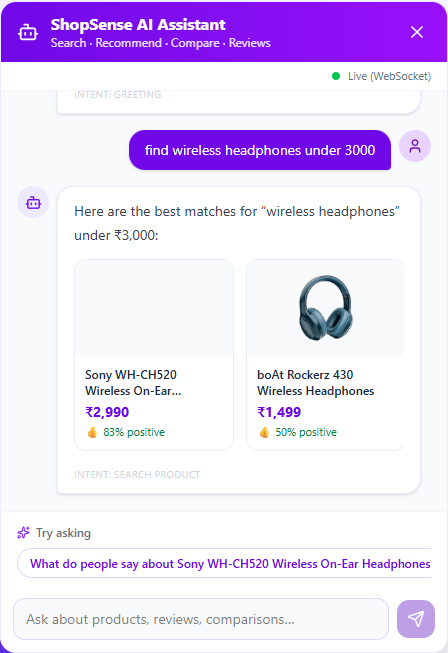 ShopSense AI Assistant
Search · Recommend · Compare · Reviews
Live (WebSocket)
INTENT: GREETING
find wireless headphones under 3000
Here are the best matches for “wireless headphones”
under ₹3,000:
Sony WH-CH520
Wireless On-Ear...
₹2,990
83% positive
boAt Rockerz 430
Wireless Headphones
₹1,499
50% positive
INTENT: SEARCH PRODUCT
Try asking
What do people say about Sony WH-CH520 Wireless On-Ear Headphones
Ask about products, reviews, comparisons...